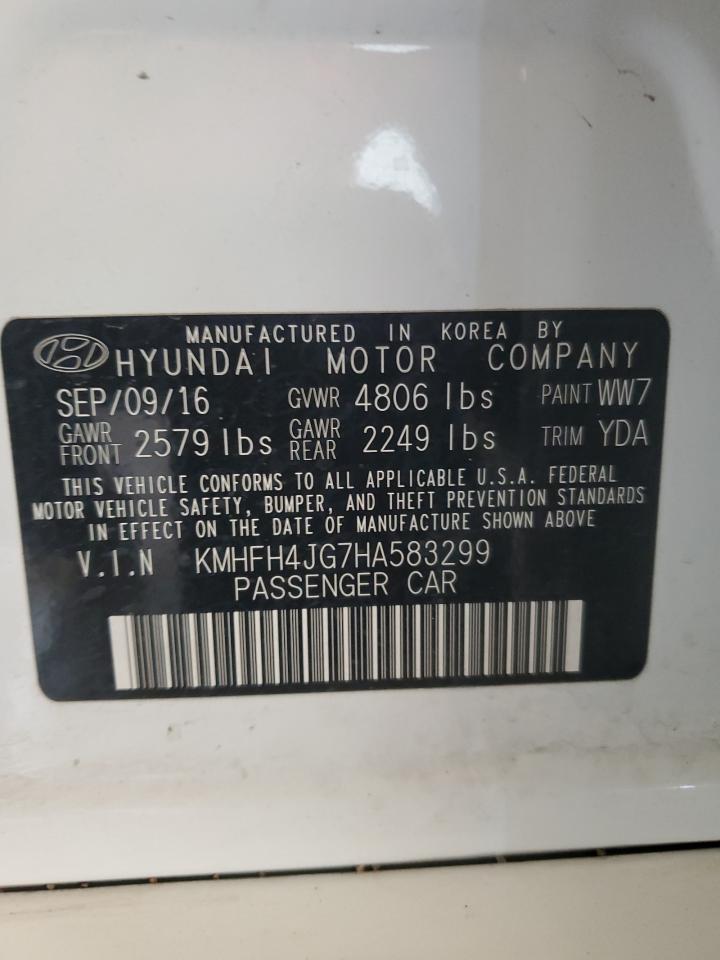 MANUFACTURED IN KOREA BY
HYUNDAI MOTOR COMPANY
SEP/09/16 GVWR 4806 lbs PAINT WW7
GAWR FRONT 2579 lbs GAWR REAR 2249 lbs TRIM YDA
THIS VEHICLE CONFORMS TO ALL APPLICABLE U.S.A. FEDERAL
MOTOR VEHICLE SAFETY, BUMPER, AND THEFT PREVENTION STANDARDS
IN EFFECT ON THE DATE OF MANUFACTURE SHOWN ABOVE
V.I.N KMHFH4JG7HA583299
PASSENGER CAR